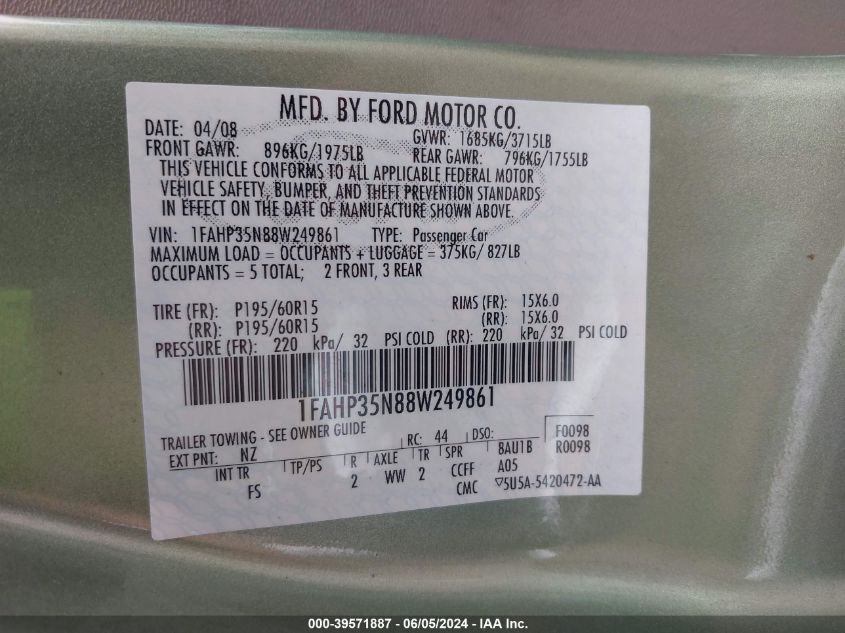 MFD. BY FORD MOTOR CO.
DATE: 04/08 GVWR: 1685KG/3715LB
FRONT GAWR: 896KG/1975LB REAR GAWR: 796KG/1755LB
THIS VEHICLE CONFORMS TO ALL APPLICABLE FEDERAL MOTOR
VEHICLE SAFETY, BUMPER, AND THEFT PREVENTION STANDARDS
IN EFFECT ON THE DATE OF MANUFACTURE SHOWN ABOVE.
VIN: 1FAHP35N88W249861 TYPE: Passenger Car
MAXIMUM LOAD = OCCUPANTS + LUGGAGE = 375KG/ 827LB
OCCUPANTS = 5 TOTAL; 2 FRONT, 3 REAR
TIRE (FR): P195/60R15 RIMS (FR): 15X6.0
(RR): P195/60R15 (RR): 15X6.0
PRESSURE (FR): 220 kPa/ 32 PSI COLD (RR): 220 kPa/ 32 PSI COLD
1FAHP35N88W249861
TRAILER TOWING - SEE OWNER GUIDE
EXT PNT: NZ RC: 44 DSO: F0098
R0098
INT TR TP/PS R AXLE TR SPR 8AU1B
FS 2 WW 2 CCFF A05
CMC ▽5U5A-5420472-AA
000-39571887 - 06/05/2024 - IAA Inc.